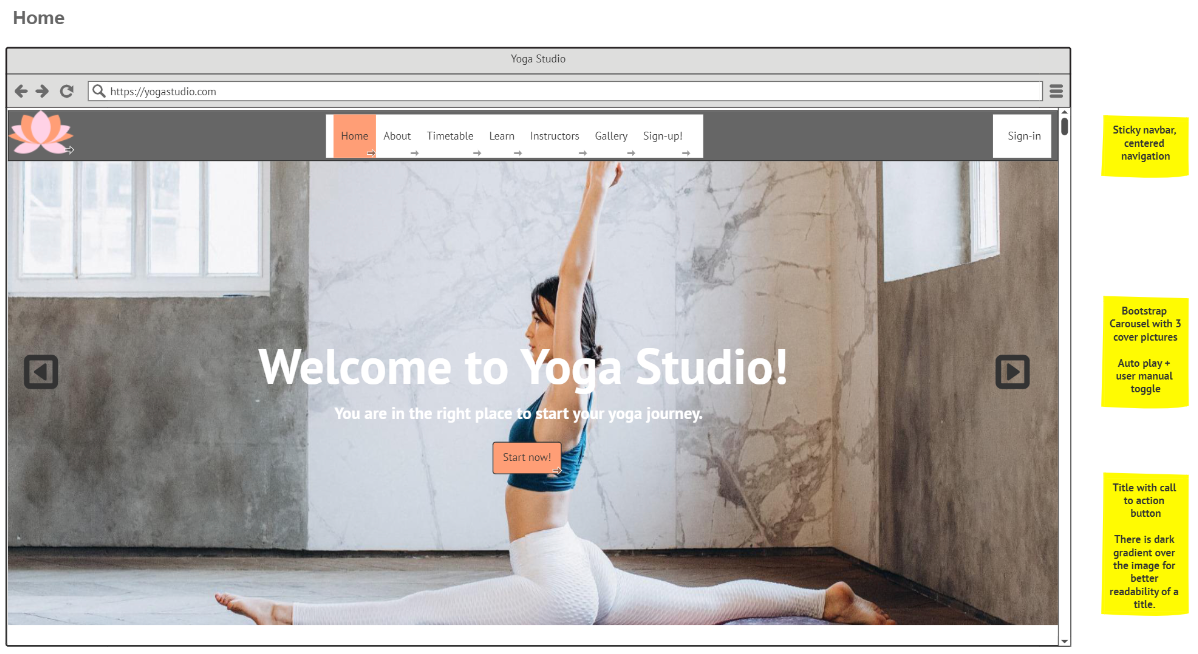 Home
Yoga Studio
https://yogastudio.com
Home About Timetable Learn Instructors Gallery Sign-up! Sign-in
Sticky navbar,
centered
navigation
Bootstrap
Carousel with 3
cover pictures
Auto play +
user manual
toggle
Welcome to Yoga Studio!
You are in the right place to start your yoga journey.
Start now!
Title with call
to action
button
There is dark
gradient over
the image for
better
readability of a
title.